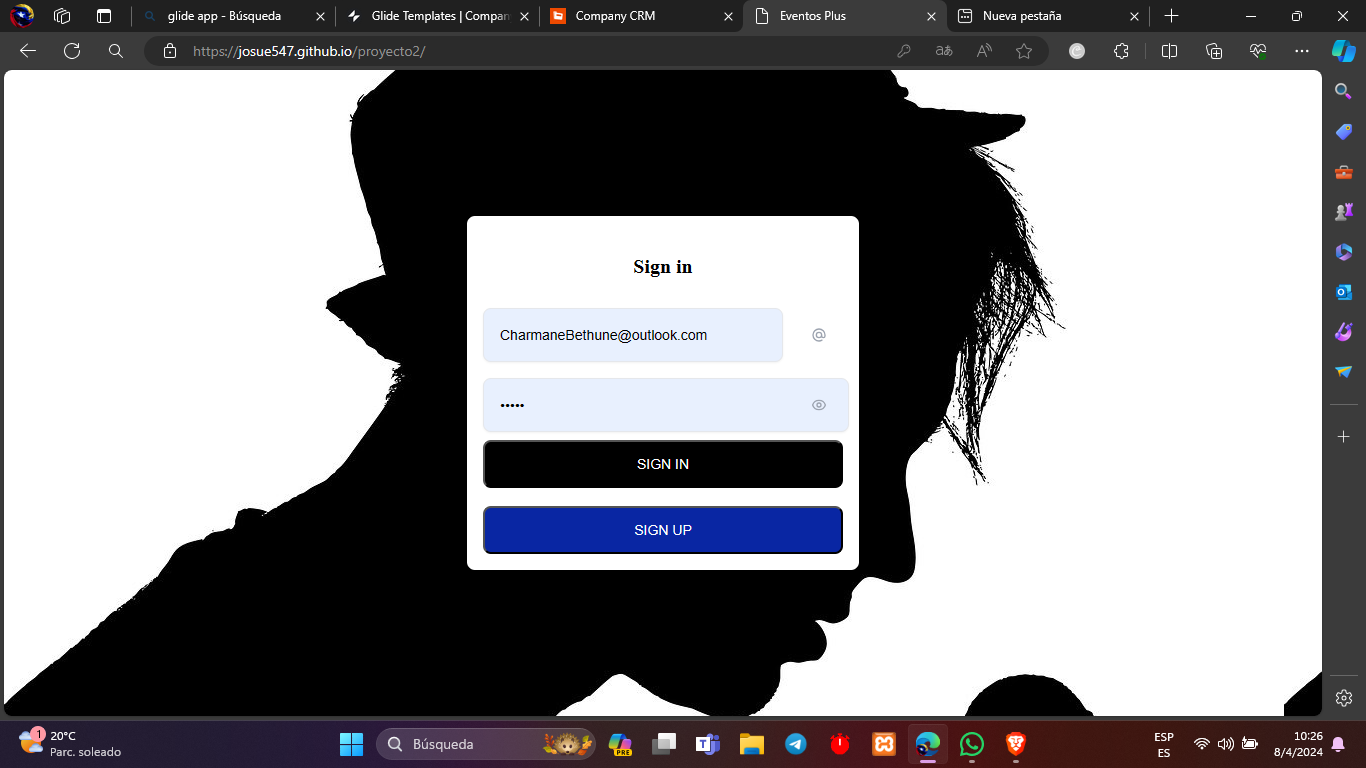 glide app - Búsqueda
Glide Templates | Compan
Company CRM
Eventos Plus
Nueva pestaña
https://josue547.github.io/proyecto2/
Sign in
CharmaneBethune@outlook.com
•••••
SIGN IN
SIGN UP
1
20°C
Parc. soleado
Búsqueda
PRE
ESP
ES
10:26
8/4/2024